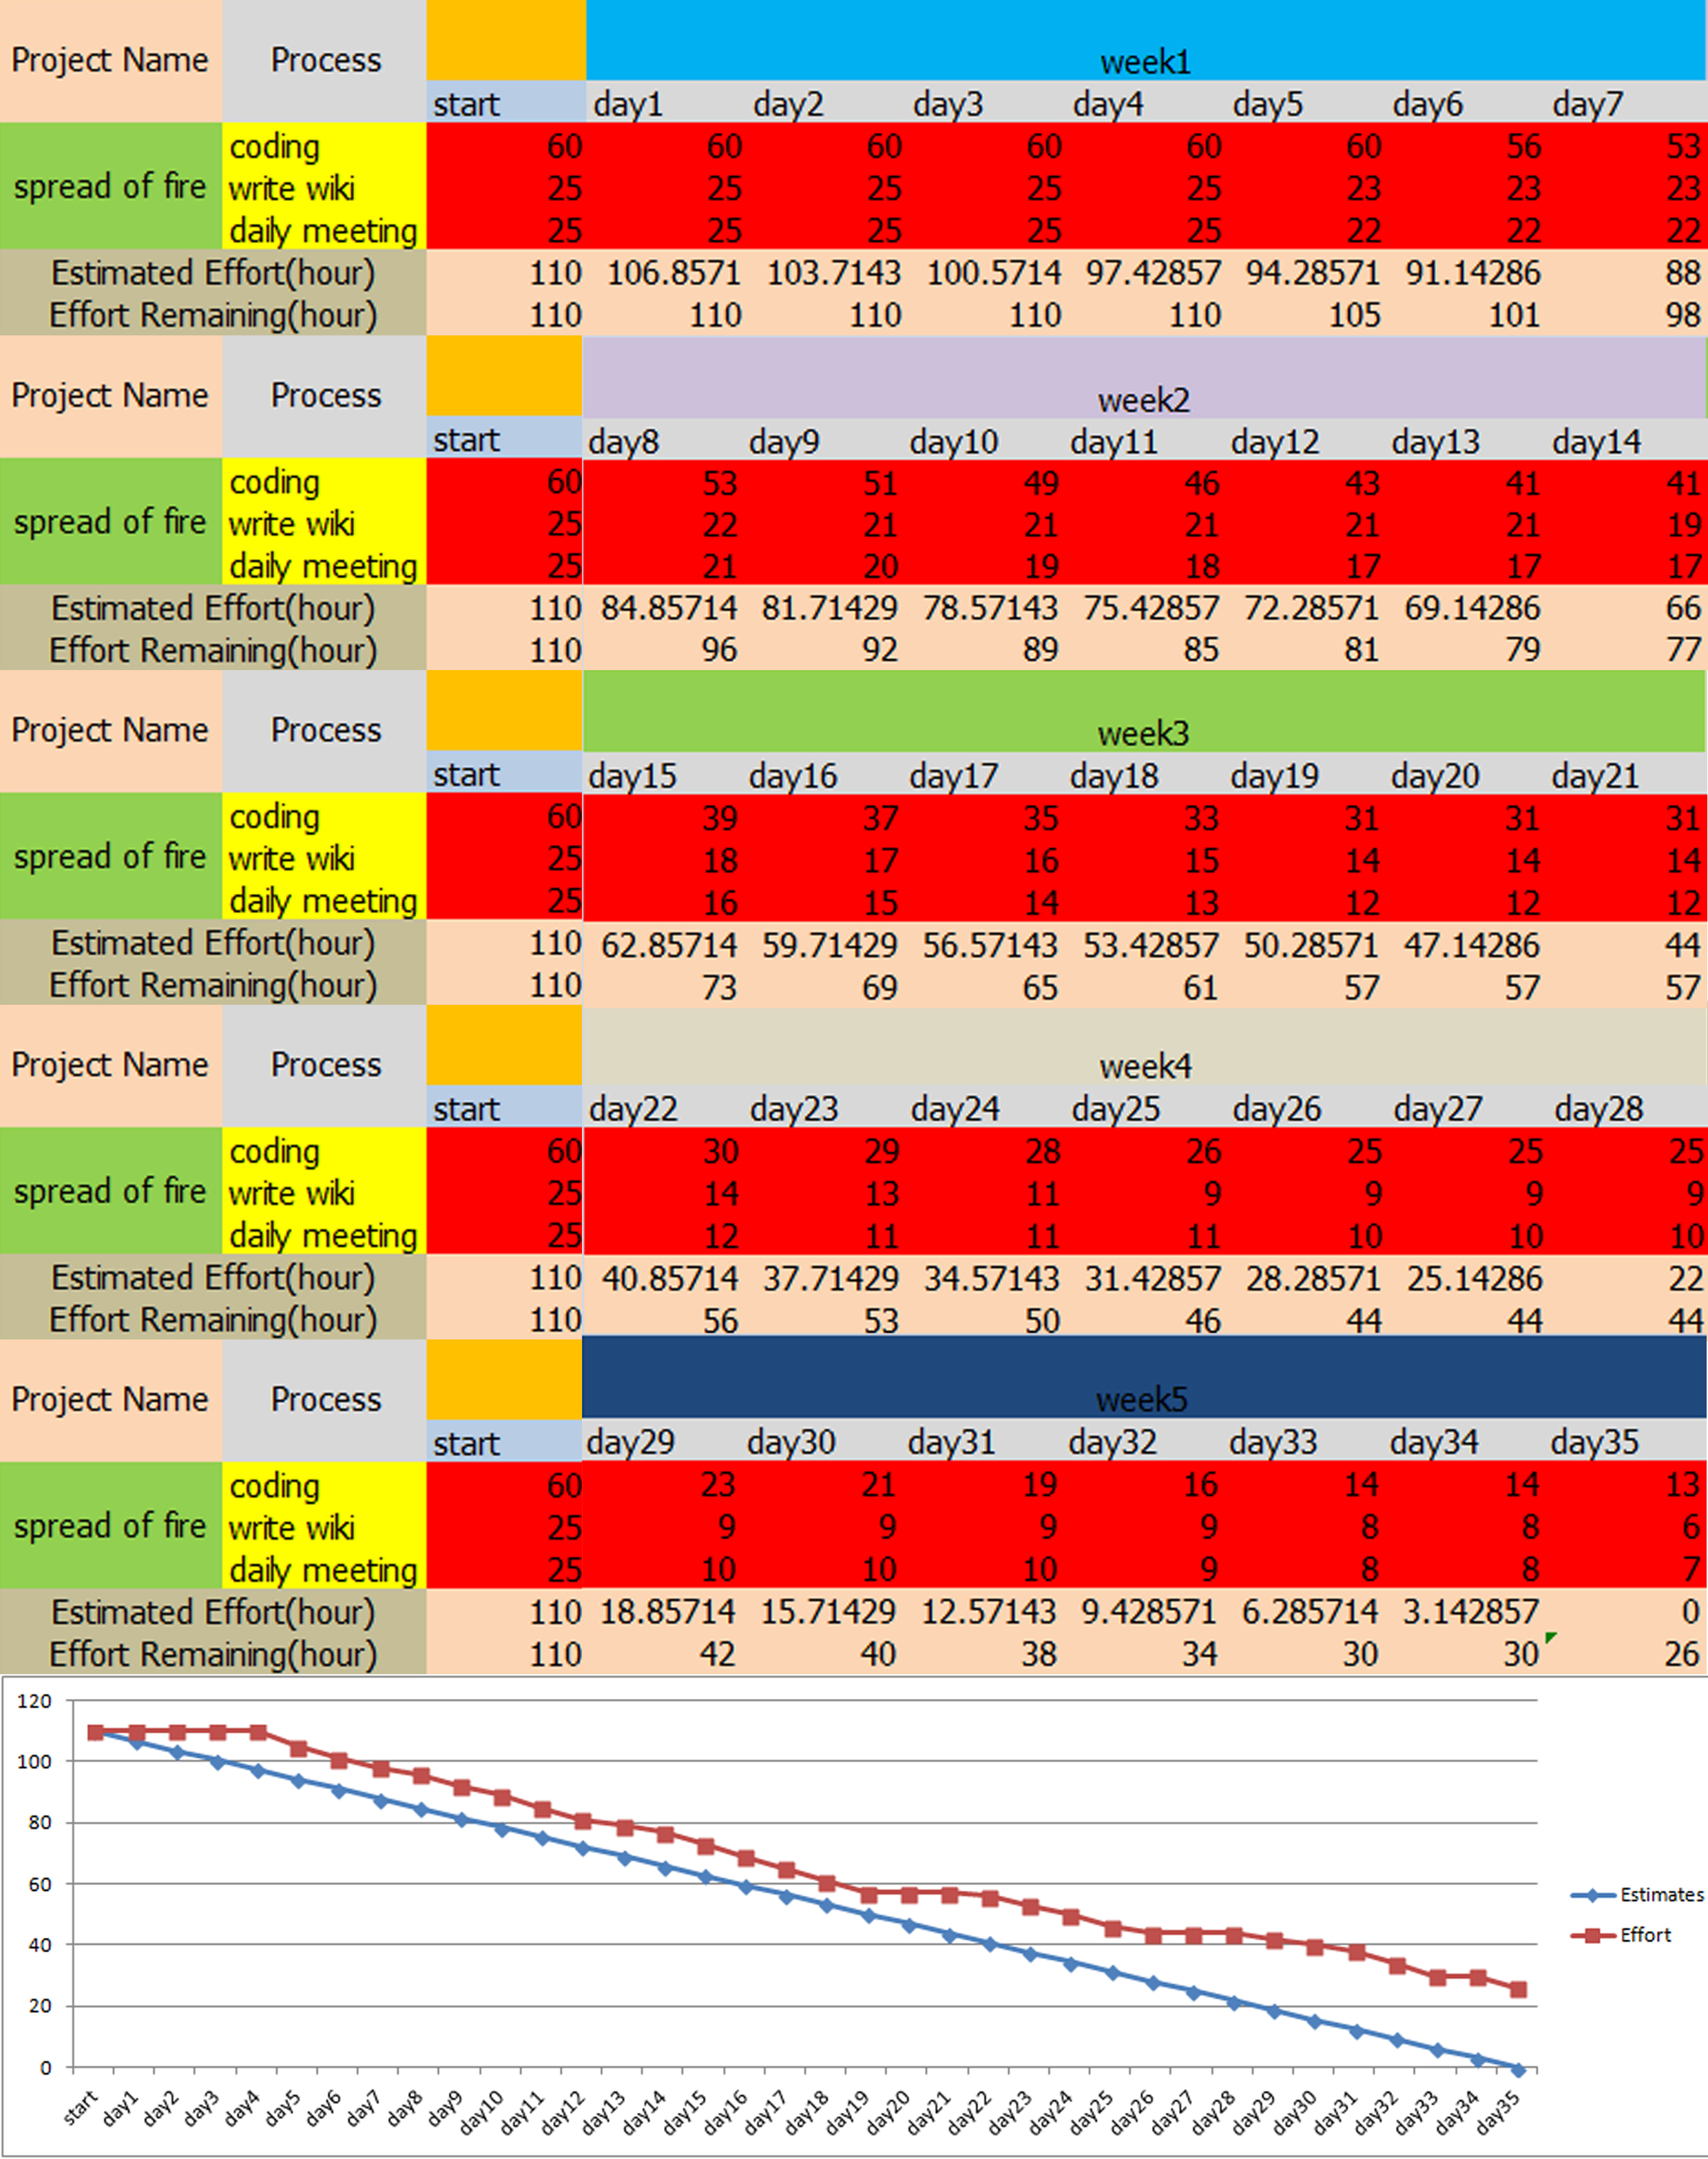 Project Name Process week1
start day1 day2 day3 day4 day5 day6 day7
coding 60 60 60 60 60 60 56 53
spread of fire write wiki 25 25 25 25 25 23 23 23
daily meeting 25 25 25 25 25 22 22 22
Estimated Effort(hour) 110 106.8571 103.7143 100.5714 97.42857 94.28571 91.14286 88
Effort Remaining(hour) 110 110 110 110 110 105 101 98
Project Name Process week2
start day8 day9 day10 day11 day12 day13 day14
coding 60 53 51 49 46 43 41 41
spread of fire write wiki 25 22 21 21 21 21 21 19
daily meeting 25 21 20 19 18 17 17 17
Estimated Effort(hour) 110 84.85714 81.71429 78.57143 75.42857 72.28571 69.14286 66
Effort Remaining(hour) 110 96 92 89 85 81 79 77
Project Name Process week3
start day15 day16 day17 day18 day19 day20 day21
coding 60 39 37 35 33 31 31 31
spread of fire write wiki 25 18 17 16 15 14 14 14
daily meeting 25 16 15 14 13 12 12 12
Estimated Effort(hour) 110 62.85714 59.71429 56.57143 53.42857 50.28571 47.14286 44
Effort Remaining(hour) 110 73 69 65 61 57 57 57
Project Name Process week4
start day22 day23 day24 day25 day26 day27 day28
coding 60 30 29 28 26 25 25 25
spread of fire write wiki 25 14 13 11 9 9 9 9
daily meeting 25 12 11 11 11 10 10 10
Estimated Effort(hour) 110 40.85714 37.71429 34.57143 31.42857 28.28571 25.14286 22
Effort Remaining(hour) 110 56 53 50 46 44 44 44
Project Name Process week5
start day29 day30 day31 day32 day33 day34 day35
coding 60 23 21 19 16 14 14 13
spread of fire write wiki 25 9 9 9 9 8 8 6
daily meeting 25 10 10 10 9 8 8 7
Estimated Effort(hour) 110 18.85714 15.71429 12.57143 9.428571 6.285714 3.142857 0
Effort Remaining(hour) 110 42 40 38 34 30 30 26
120
100
80
60
40
20
0
Estimates
Effort
start day1 day2 day3 day4 day5 day6 day7 day8 day9 day10 day11 day12 day13 day14 day15 day16 day17 day18 day19 day20 day21 day22 day23 day24 day25 day26 day27 day28 day29 day30 day31 day32 day33 day34 day35